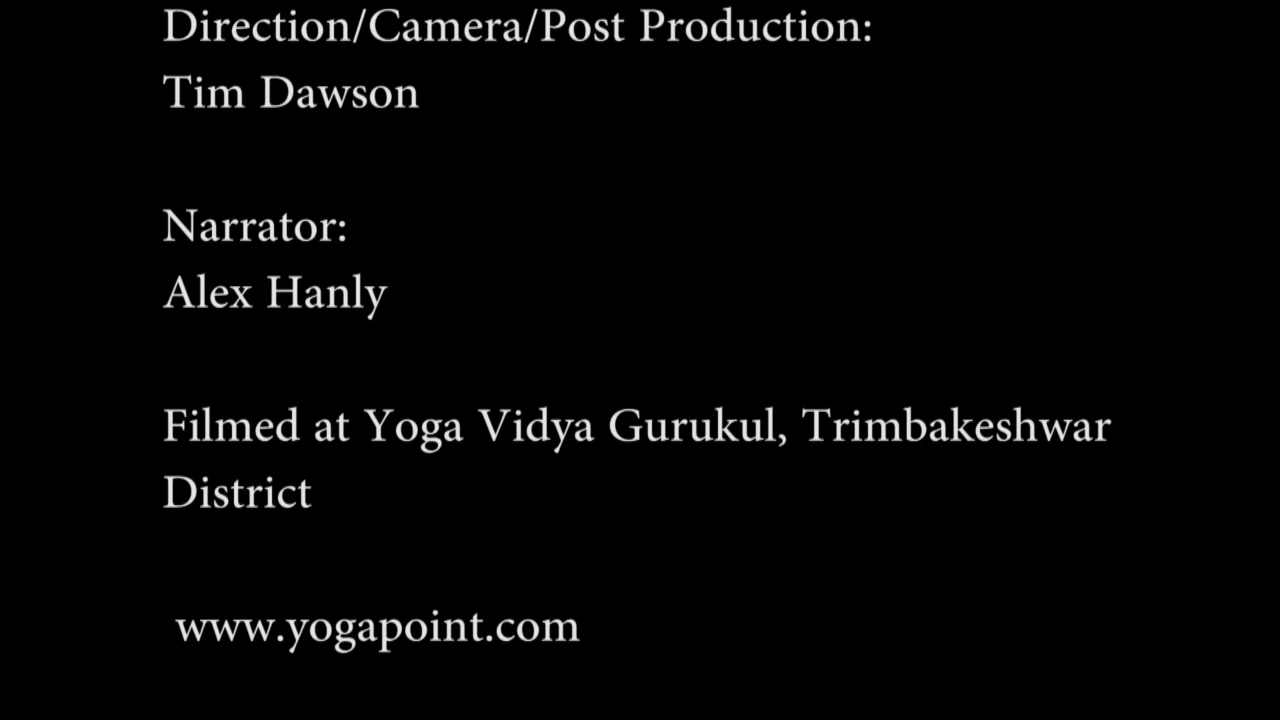 Direction/Camera/Post Production:
Tim Dawson
Narrator:
Alex Hanly
Filmed at Yoga Vidya Gurukul, Trimbakeshwar
District
www.yogapoint.com